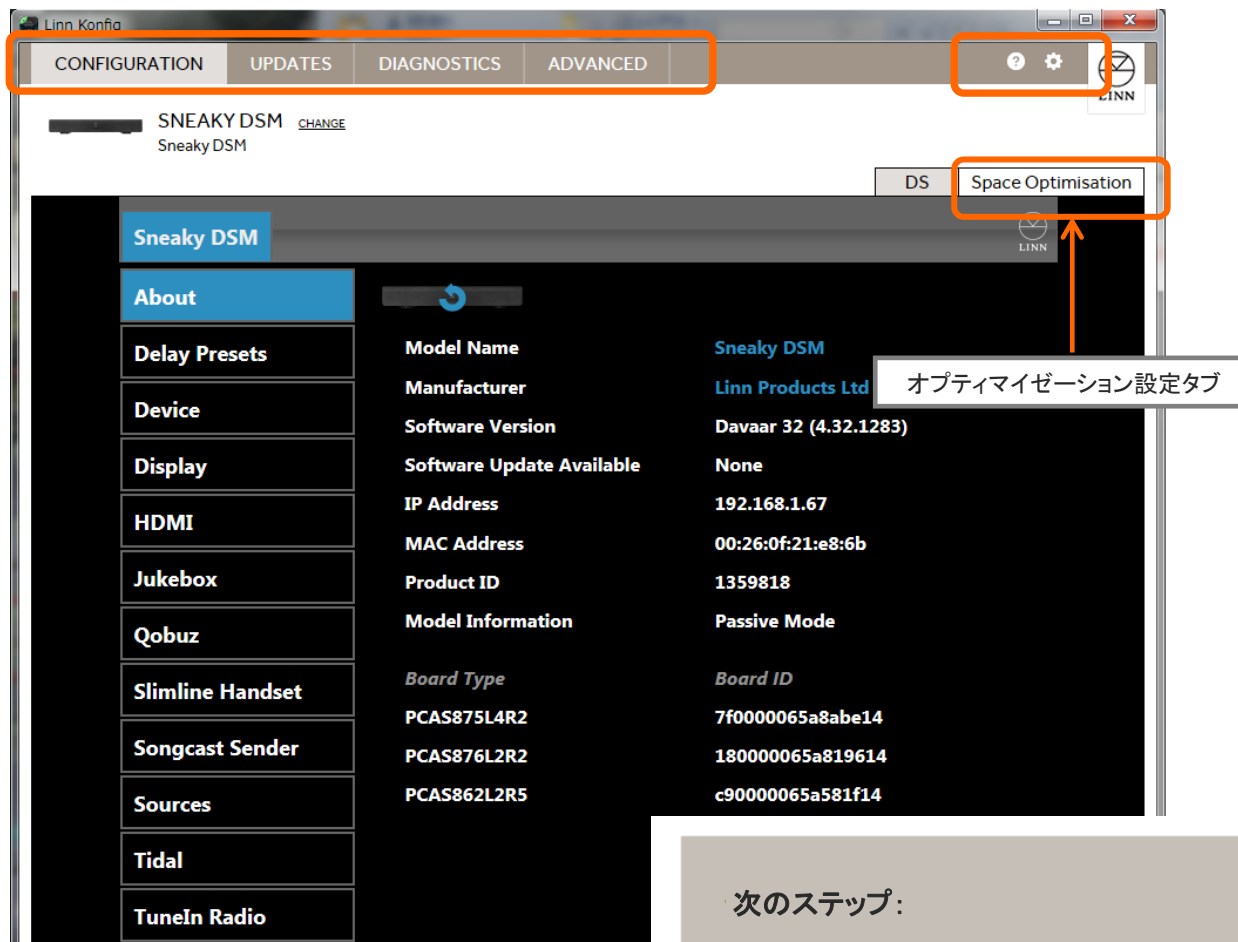 Linn Konfig
CONFIGURATION UPDATES DIAGNOSTICS ADVANCED
LINN
SNEAKY DSM CHANGE
Sneaky DSM
DS Space Optimisation
Sneaky DSM
LINN
About
Delay Presets
Device
Display
HDMI
Jukebox
Qobuz
Slimline Handset
Songcast Sender
Sources
Tidal
TuneIn Radio
Model Name Sneaky DSM
Manufacturer Linn Products Ltd
Software Version Davaar 32 (4.32.1283)
Software Update Available None
IP Address 192.168.1.67
MAC Address 00:26:0f:21:e8:6b
Product ID 1359818
Model Information Passive Mode
Board Type Board ID
PCAS875L4R2 7f0000065a8abe14
PCAS876L2R2 180000065a819614
PCAS862L2R5 c90000065a581f14
オプティマイゼーション設定タブ
次のステップ: